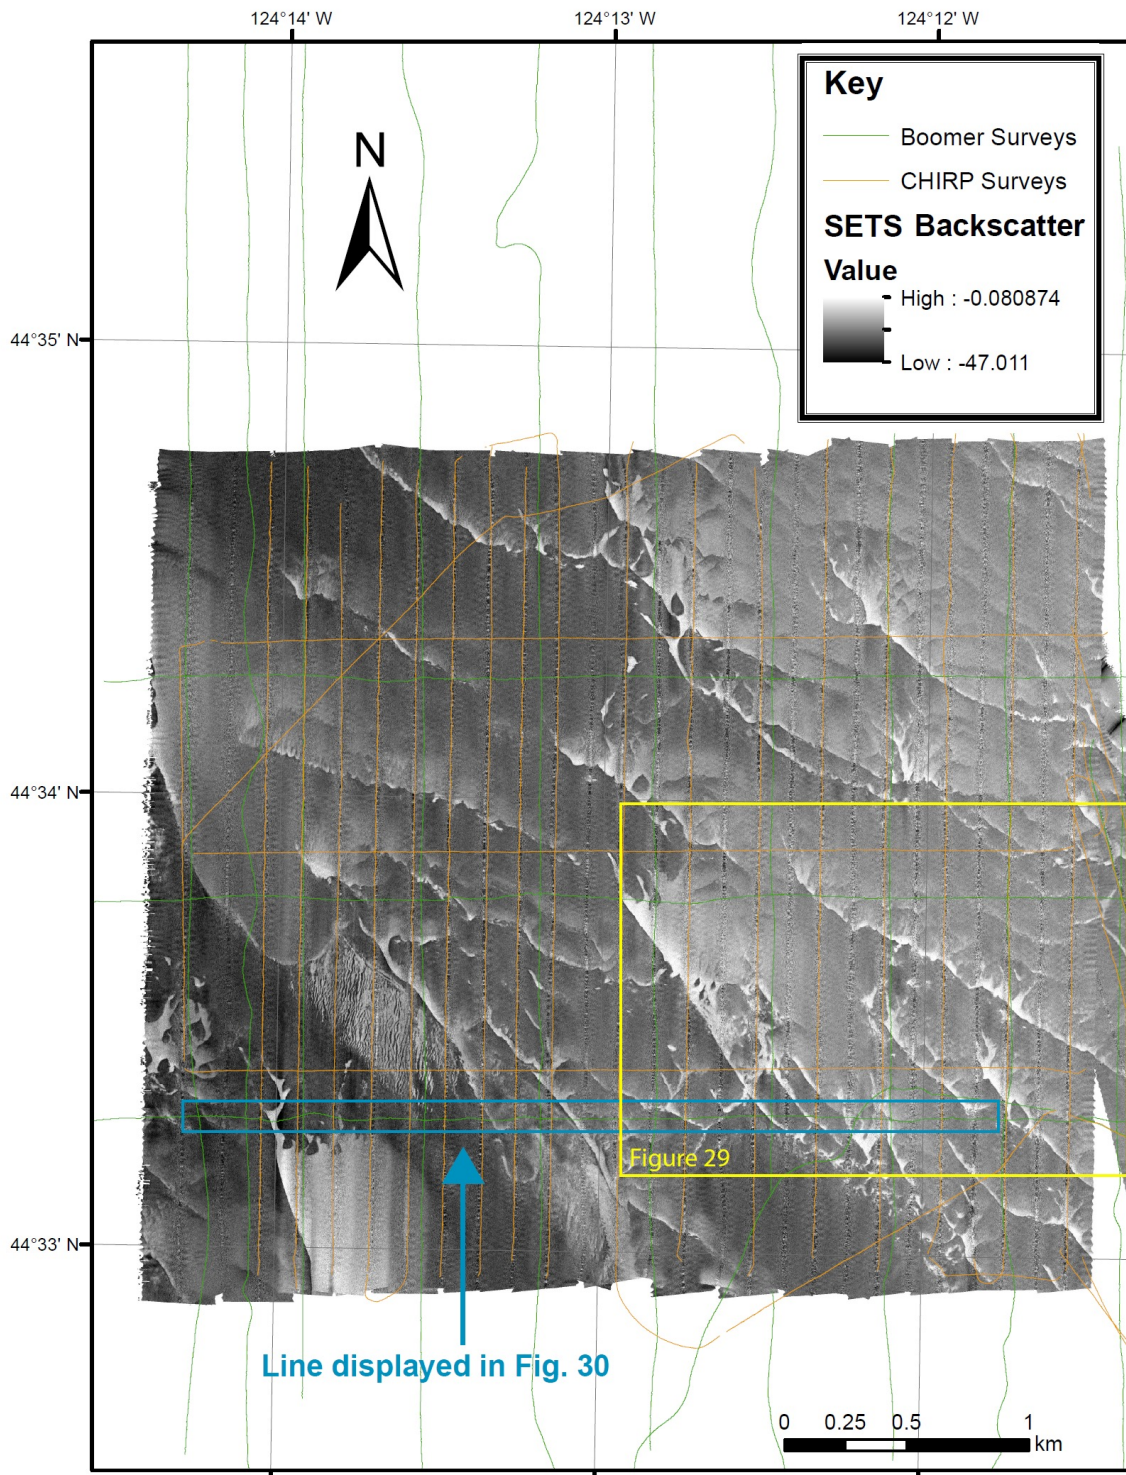 124°14' W 124°13' W 124°12' W
Key
Boomer Surveys
CHIRP Surveys
SETS Backscatter
Value
High : -0.080874
Low : -47.011
N
44°35' N
44°34' N
Figure 29
44°33' N
Line displayed in Fig. 30
0 0.25 0.5 1
km